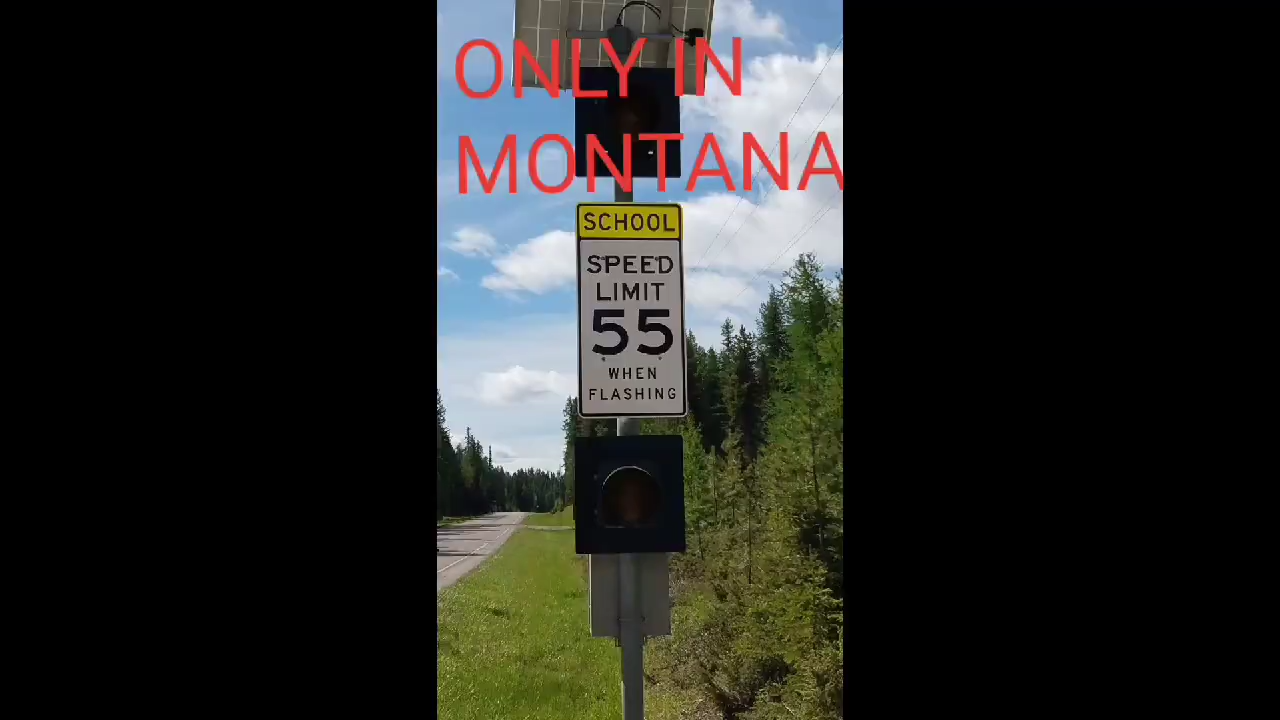 ONLY IN
MONTANA
SCHOOL
SPEED
LIMIT
55
WHEN
FLASHING